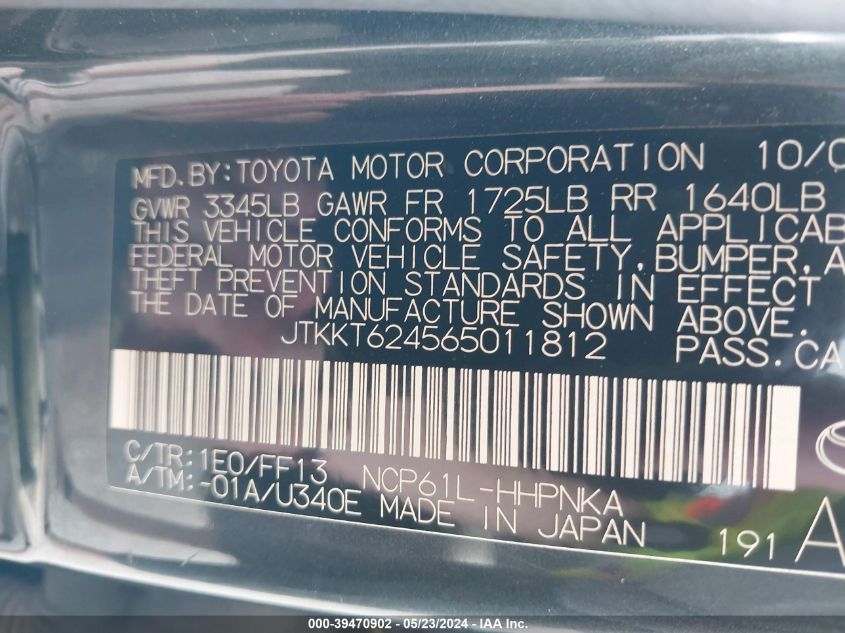 MFD.BY:TOYOTA MOTOR CORPORATION 10/0
GVWR 3345LB GAWR FR 1725LB RR 1640LB
THIS VEHICLE CONFORMS TO ALL APPLICAB
FEDERAL MOTOR VEHICLE SAFETY,BUMPER,A
THEFT PREVENTION STANDARDS IN EFFECT
THE DATE OF MANUFACTURE SHOWN ABOVE.
JTKKT624565011812 PASS.CA
C/TR:1E0/FF13 NCP61L-HHPNKA
A/TM:-01A/U340E MADE IN JAPAN 191 A
000-39470902 - 05/23/2024 - IAA Inc.